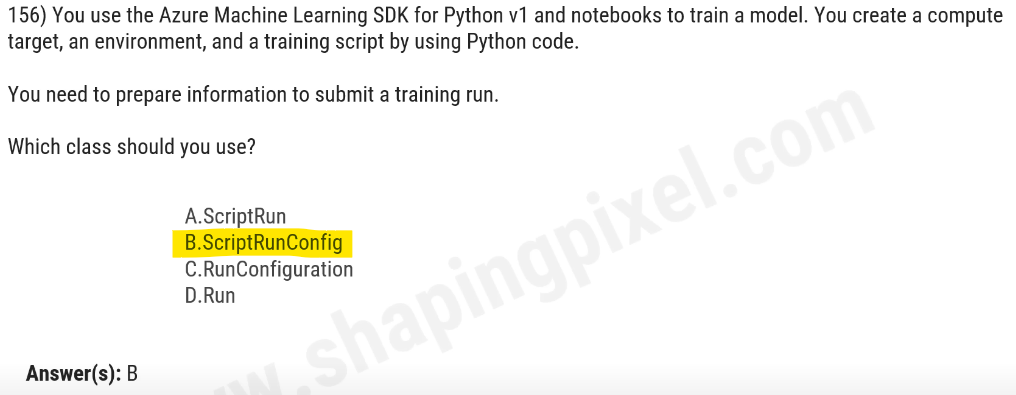 156) You use the Azure Machine Learning SDK for Python v1 and notebooks to train a model. You create a compute
target, an environment, and a training script by using Python code.
You need to prepare information to submit a training run.
Which class should you use?
A.ScriptRun
B.ScriptRunConfig
C.RunConfiguration
D.Run
Answer(s): B
w.shapingpixel.com